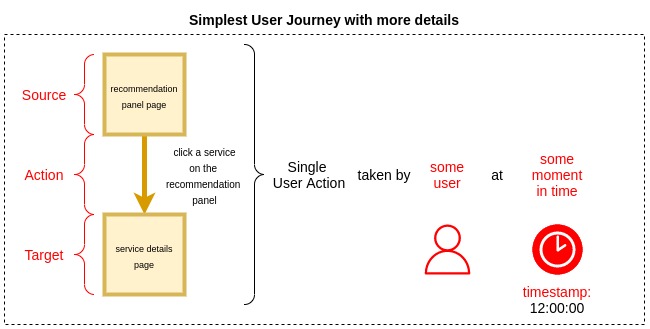 Simplest User Journey with more details
Source
recommendation
panel page
Action
click a service
on the
recommendation
panel
Target
service details
page
Single
User Action
taken by
some
user
at
some
moment
in time
timestamp:
12:00:00